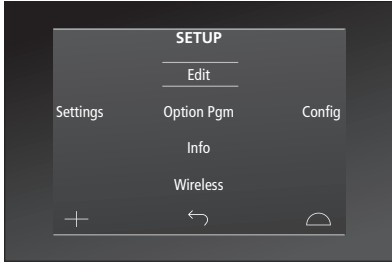 SETUP
Edit
Settings Option Pgm Config
Info
Wireless